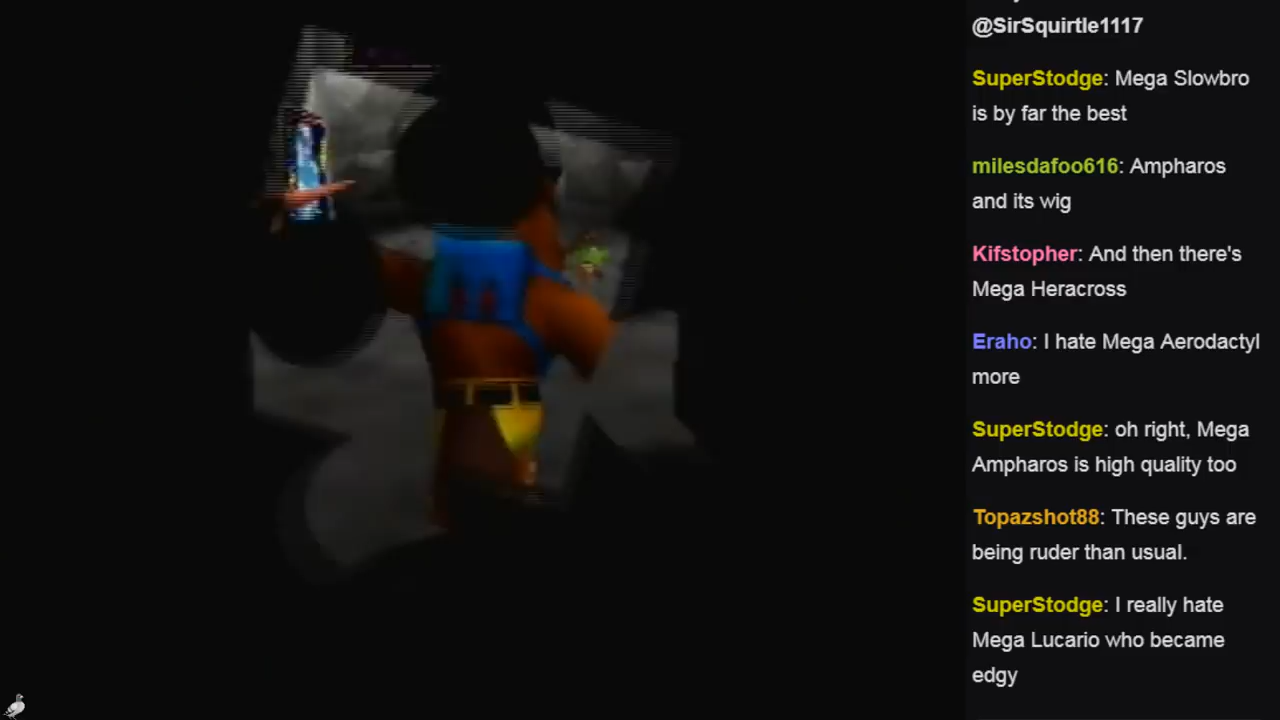 @SirSquirtle1117
SuperStodge: Mega Slowbro
is by far the best
milesdafoo616: Ampharos
and its wig
Kifstopher: And then there's
Mega Heracross
Eraho: I hate Mega Aerodactyl
more
SuperStodge: oh right, Mega
Ampharos is high quality too
Topazshot88: These guys are
being ruder than usual.
SuperStodge: I really hate
Mega Lucario who became
edgy